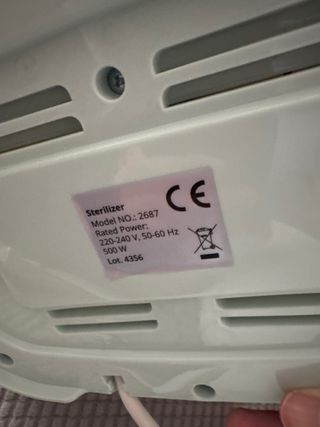 Sterilizer
Model NO.: 2687
Rated Power:
220-240 V, 50-60 Hz
500 W
Lot. 4356
CE